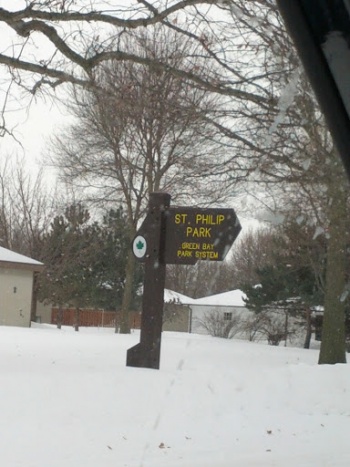 ST. PHILIP
PARK
GREEN BAY
PARK SYSTEM